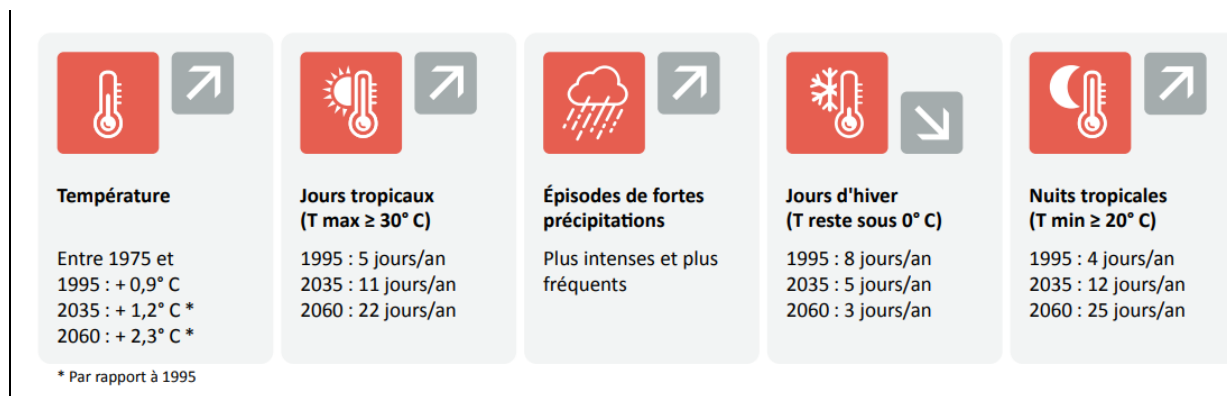 Température
Entre 1975 et
1995 : + 0,9° C
2035 : + 1,2° C *
2060 : + 2,3° C *
Jours tropicaux
(T max ≥ 30° C)
1995 : 5 jours/an
2035 : 11 jours/an
2060 : 22 jours/an
Épisodes de fortes
précipitations
Plus intenses et plus
fréquents
Jours d'hiver
(T reste sous 0° C)
1995 : 8 jours/an
2035 : 5 jours/an
2060 : 3 jours/an
Nuits tropicales
(T min ≥ 20° C)
1995 : 4 jours/an
2035 : 12 jours/an
2060 : 25 jours/an
* Par rapport à 1995